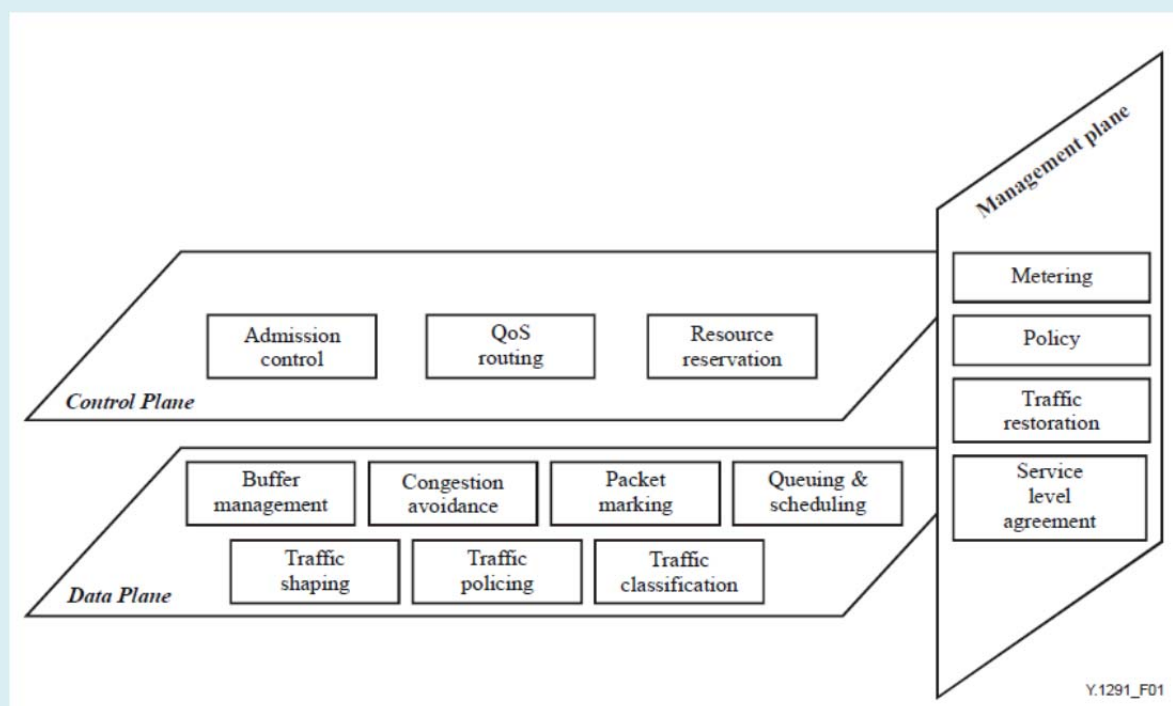 Management plane
Metering
Policy
Traffic
restoration
Service
level
agreement
Admission
control
QoS
routing
Resource
reservation
Control Plane
Buffer
management
Congestion
avoidance
Packet
marking
Queuing &
scheduling
Traffic
shaping
Traffic
policing
Traffic
classification
Data Plane
Y.1291_F01